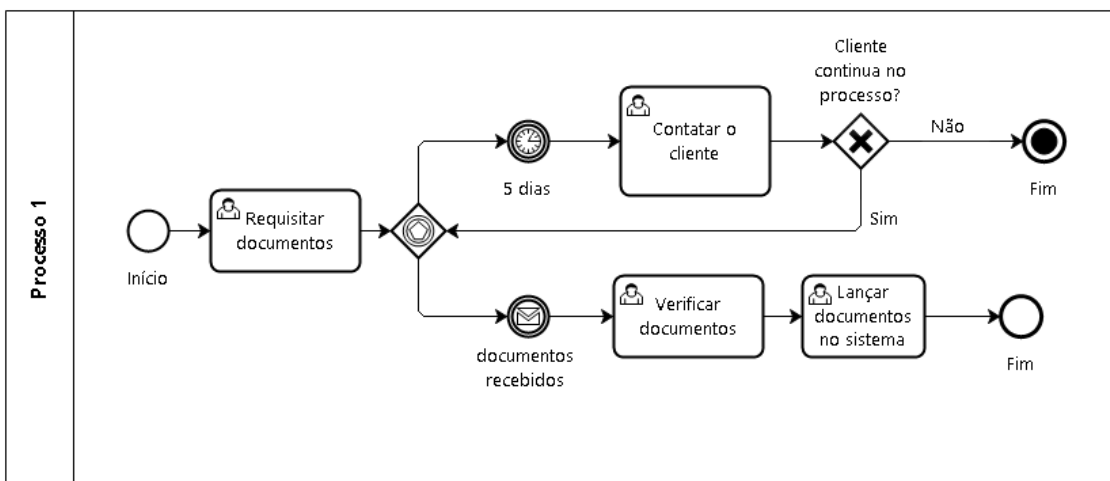 Processo 1
Início
Requisitar
documentos
5 dias
Contatar o
cliente
Cliente
continua no
processo?
Não
Fim
Sim
documentos
recebidos
Verificar
documentos
Lançar
documentos
no sistema
Fim